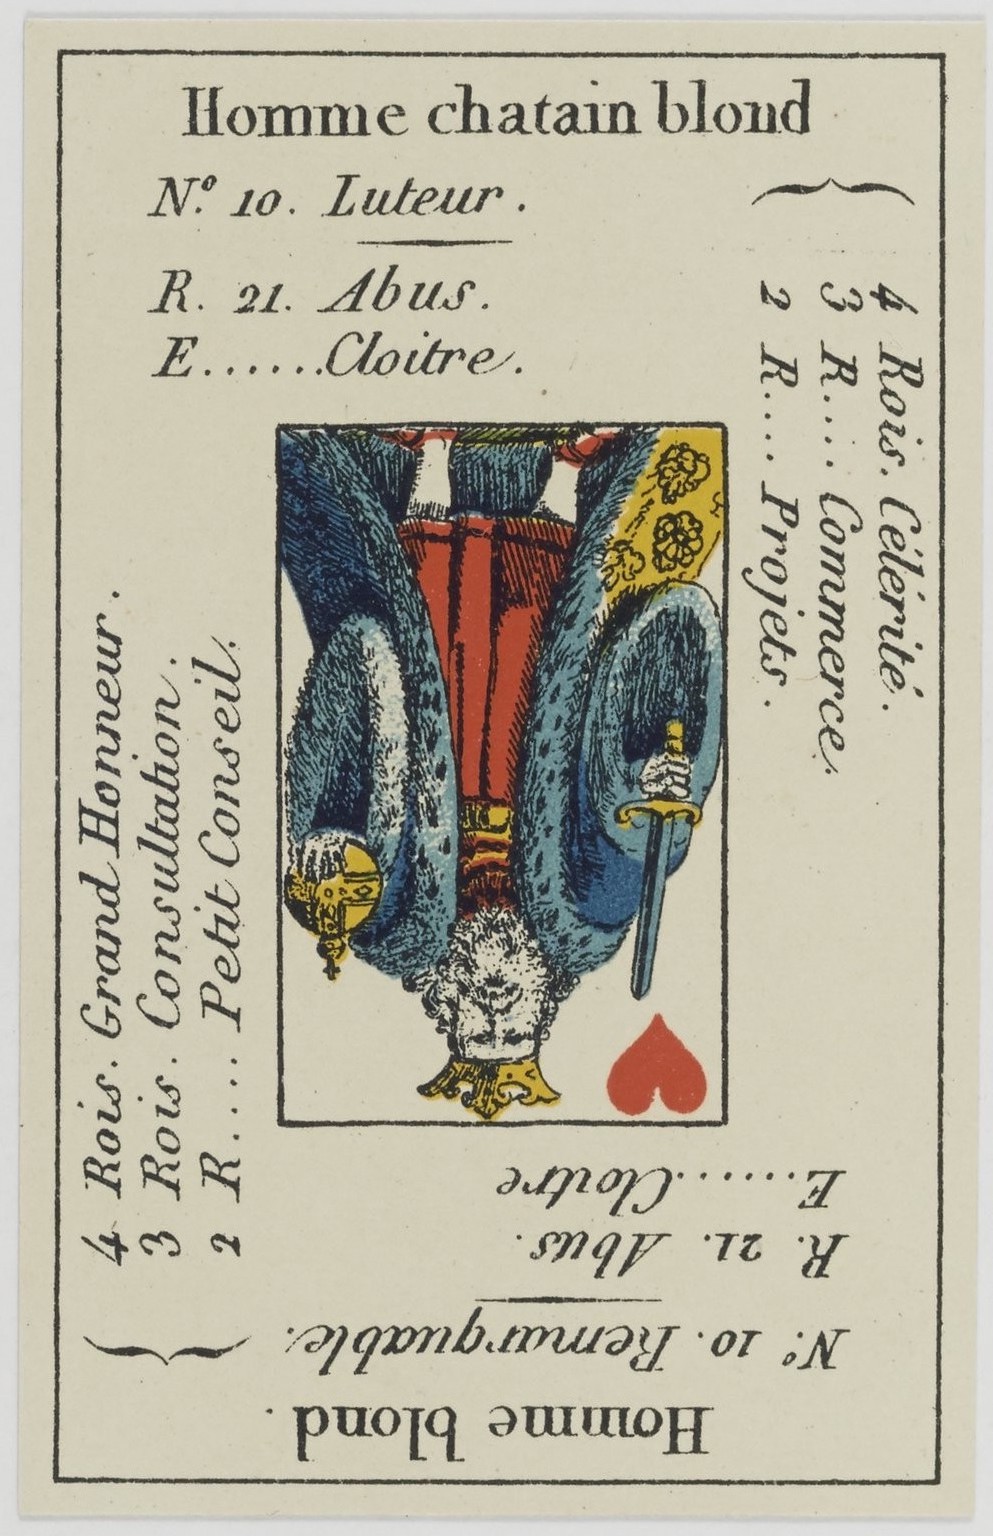 Homme chatain blond
N.º 10. Luteur.
R. 21. Abus.
E......Cloitre.
4 Rois. Célérité.
3 R.... Commerce.
2 R.... Projets.
4 Rois. Grand Honneur.
3 Rois. Consultation.
2 R.... Petit Conseil.
Homme blond.
N.º 10. Remarquable.
R. 21. Abus.
E......Cloitre